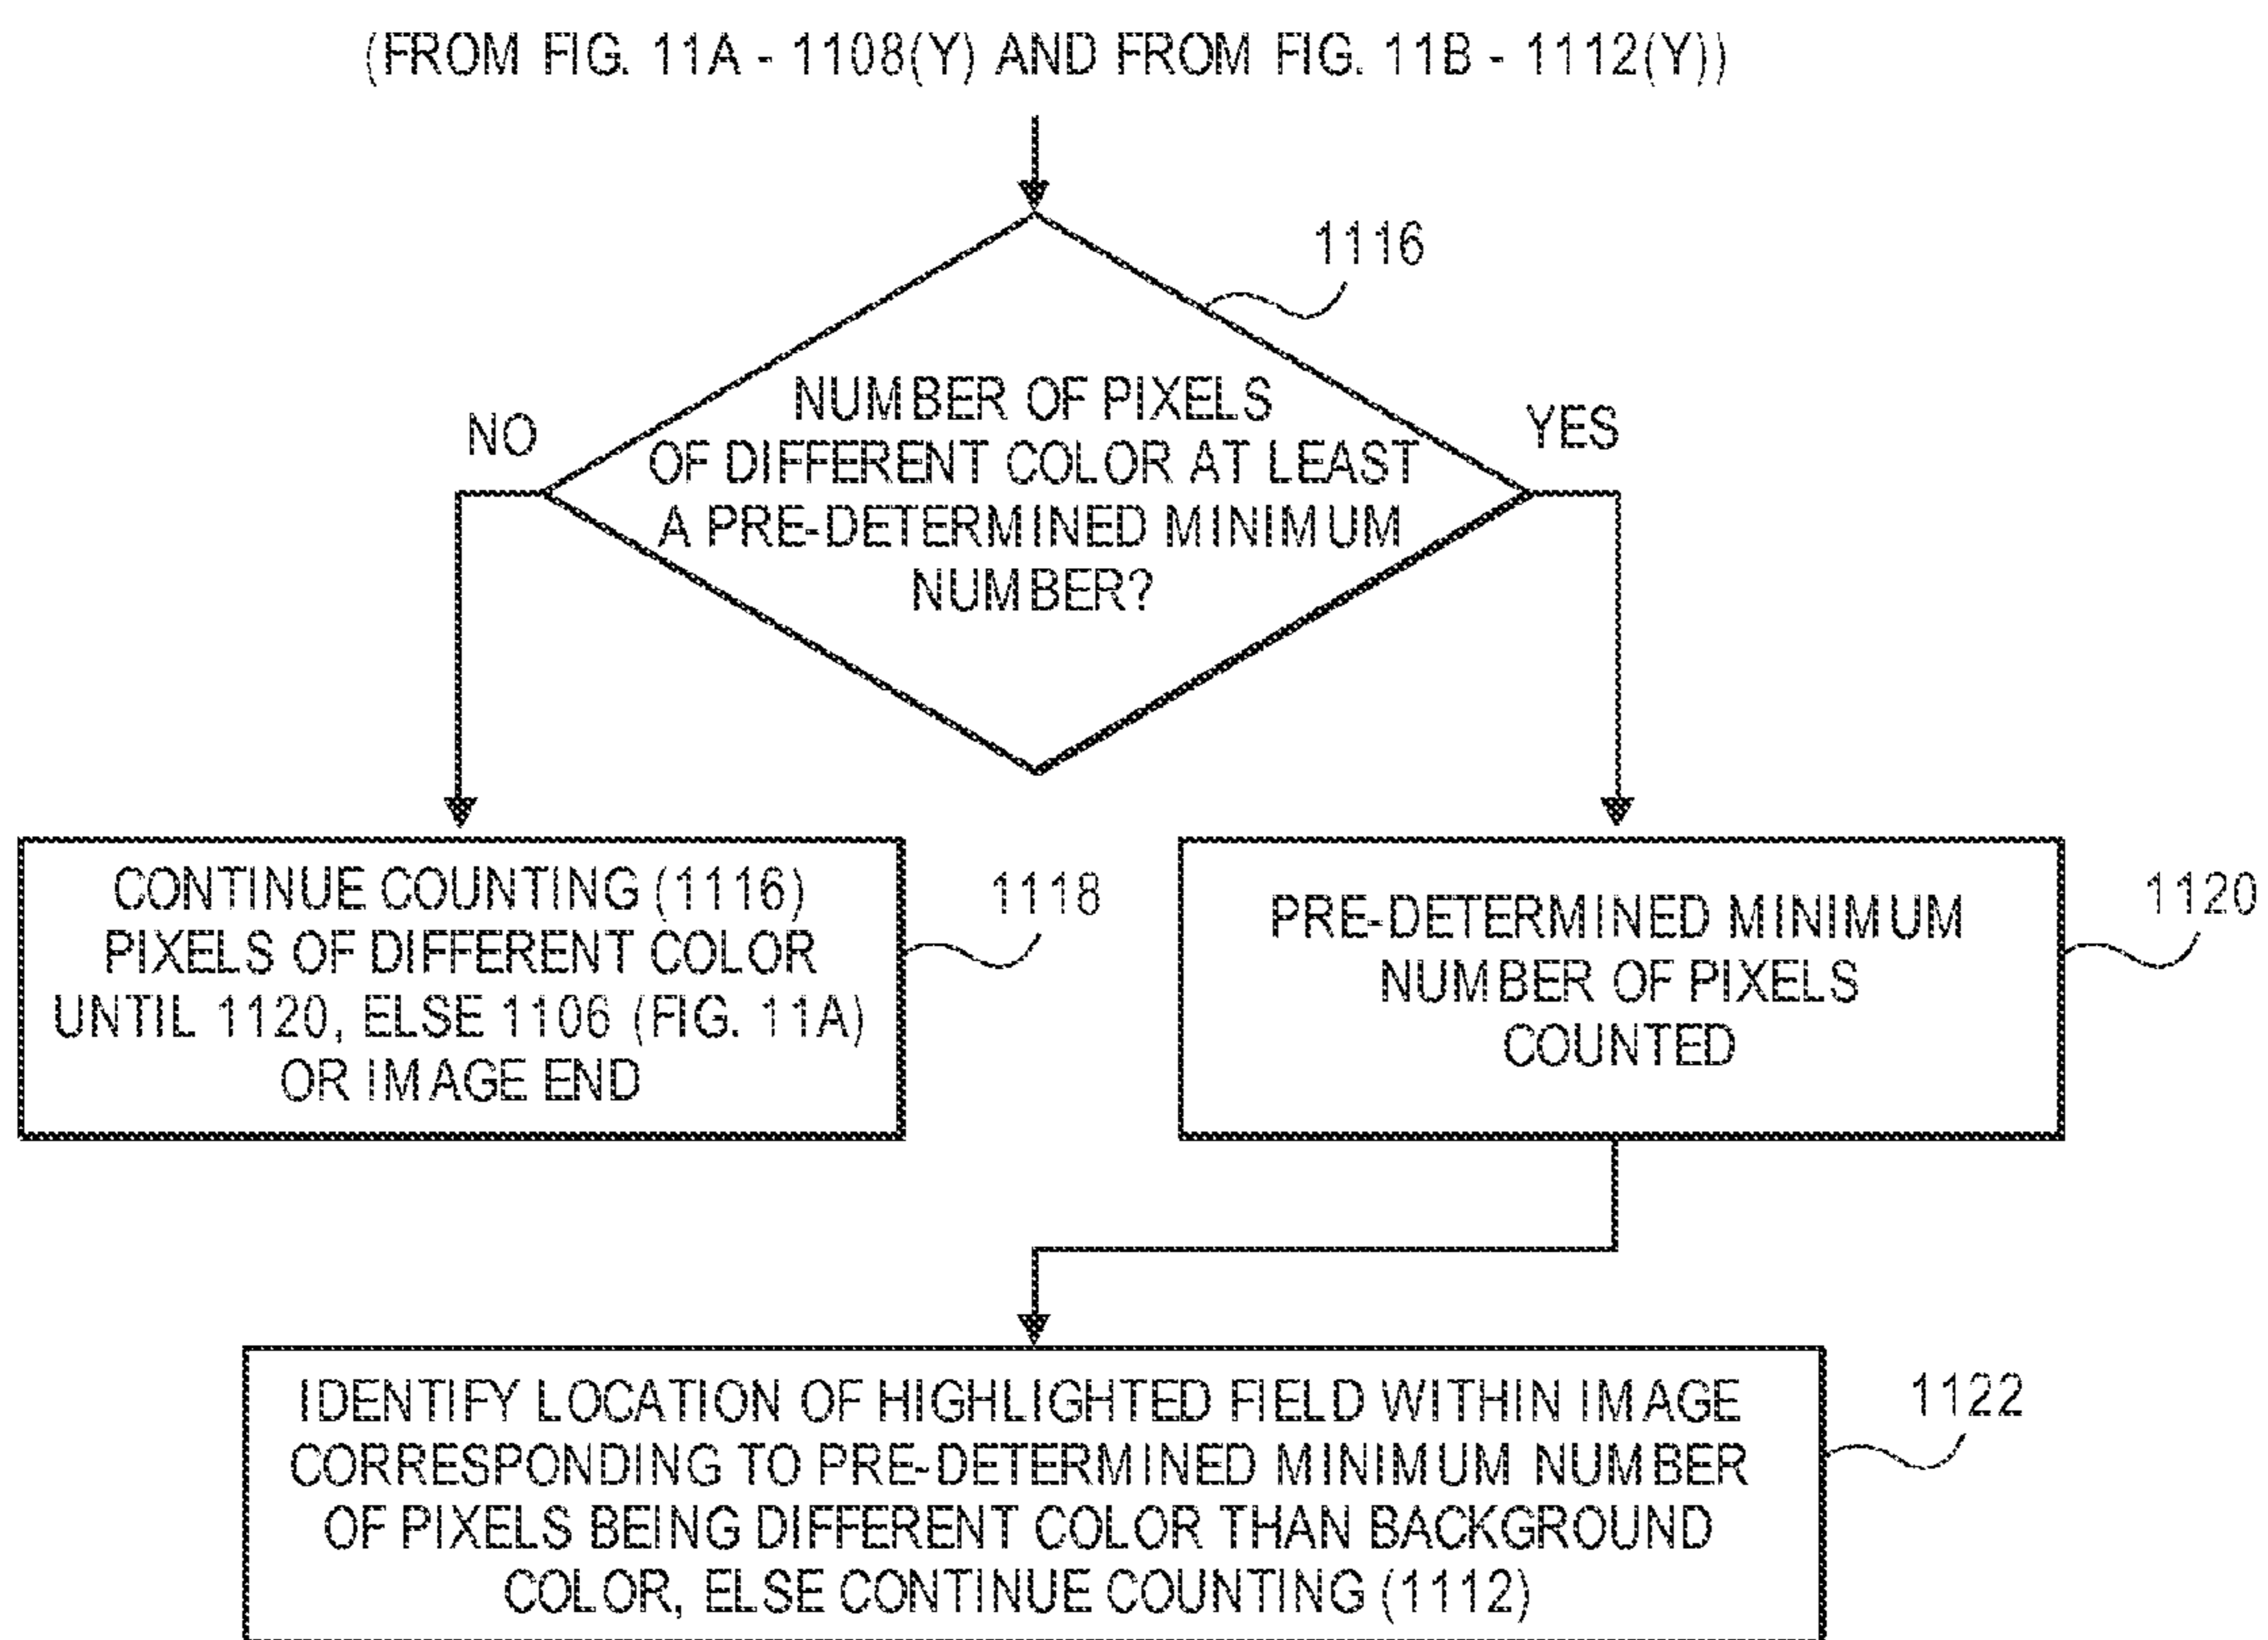 (FROM FIG. 11A - 1108(Y) AND FROM FIG. 11B - 1112(Y))
1116
NUMBER OF PIXELS
OF DIFFERENT COLOR AT LEAST
A PRE-DETERMINED MINIMUM
NUMBER?
NO
YES
CONTINUE COUNTING (1116)
PIXELS OF DIFFERENT COLOR
UNTIL 1120, ELSE 1106 (FIG. 11A)
OR IMAGE END
1118
PRE-DETERMINED MINIMUM
NUMBER OF PIXELS
COUNTED
1120
IDENTIFY LOCATION OF HIGHLIGHTED FIELD WITHIN IMAGE
CORRESPONDING TO PRE-DETERMINED MINIMUM NUMBER
OF PIXELS BEING DIFFERENT COLOR THAN BACKGROUND
COLOR, ELSE CONTINUE COUNTING (1112)
1122